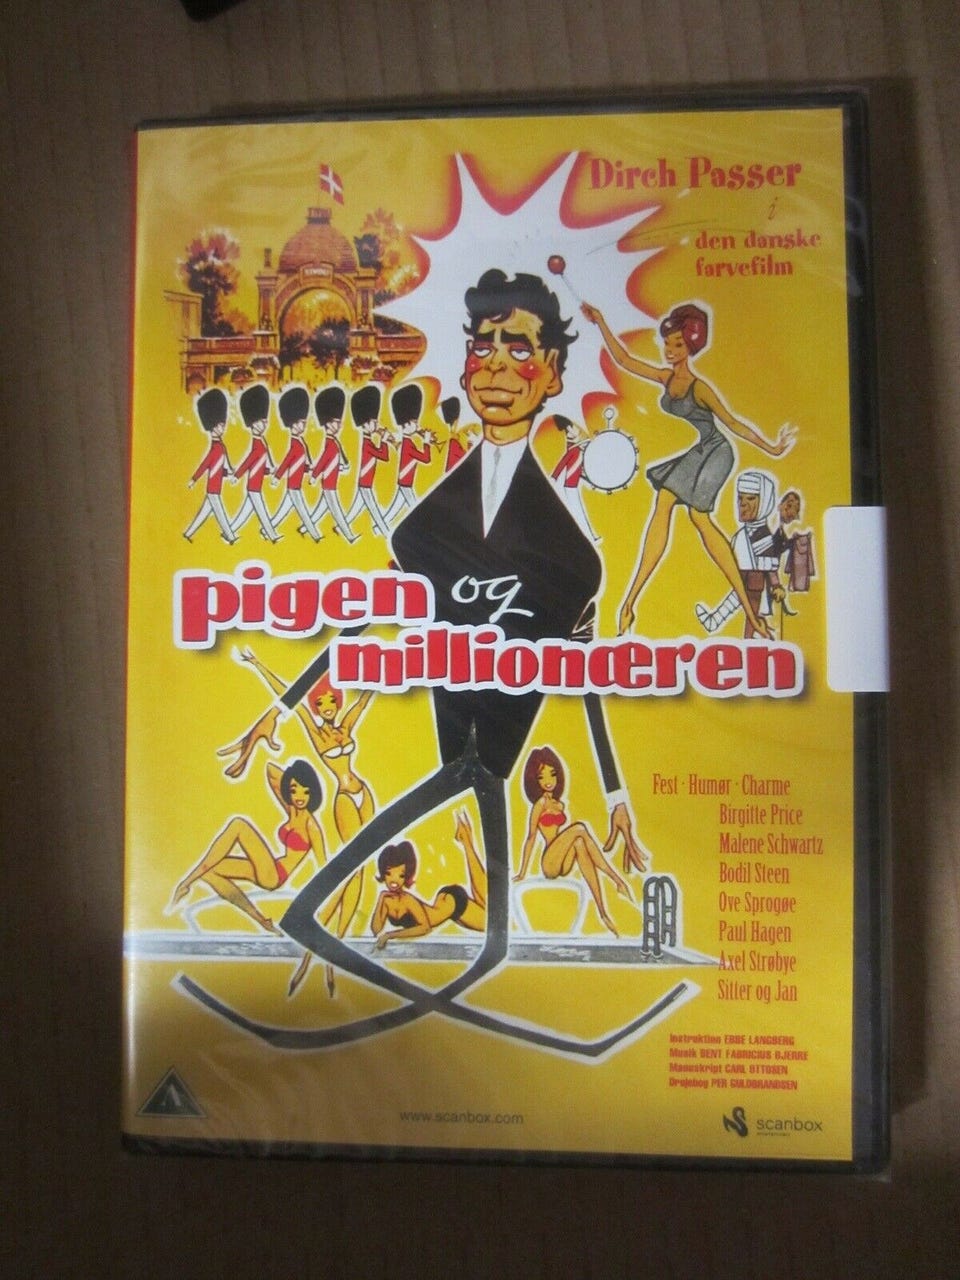 Dirch Passer
i
den danske
farvefilm
TIVOLI
pigen og
millionæren
Fest · Humør · Charme
Birgitte Price
Malene Schwartz
Bodil Steen
Ove Sprogøe
Paul Hagen
Axel Strøbye
Sitter og Jan
Instruktion EBBE LANGBERG
Musik BENT FABRICIUS BJERRE
Manuskript CARL OTTOSEN
Drejebog PER GULDBRANDSEN
A
www.scanbox.com
scanbox
entertainment